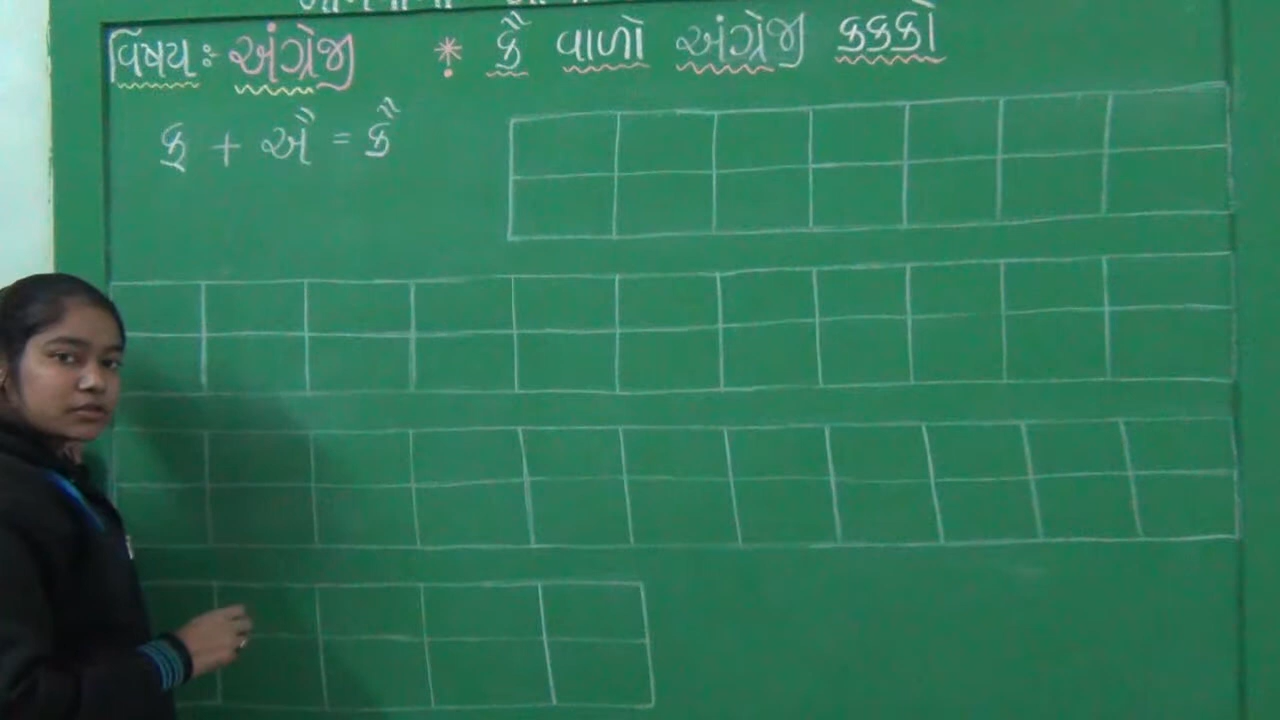 વિષય: અંગ્રેજી * કૈ વાળો અંગ્રેજી કક્કો
ક્ + ઐ = કૈ